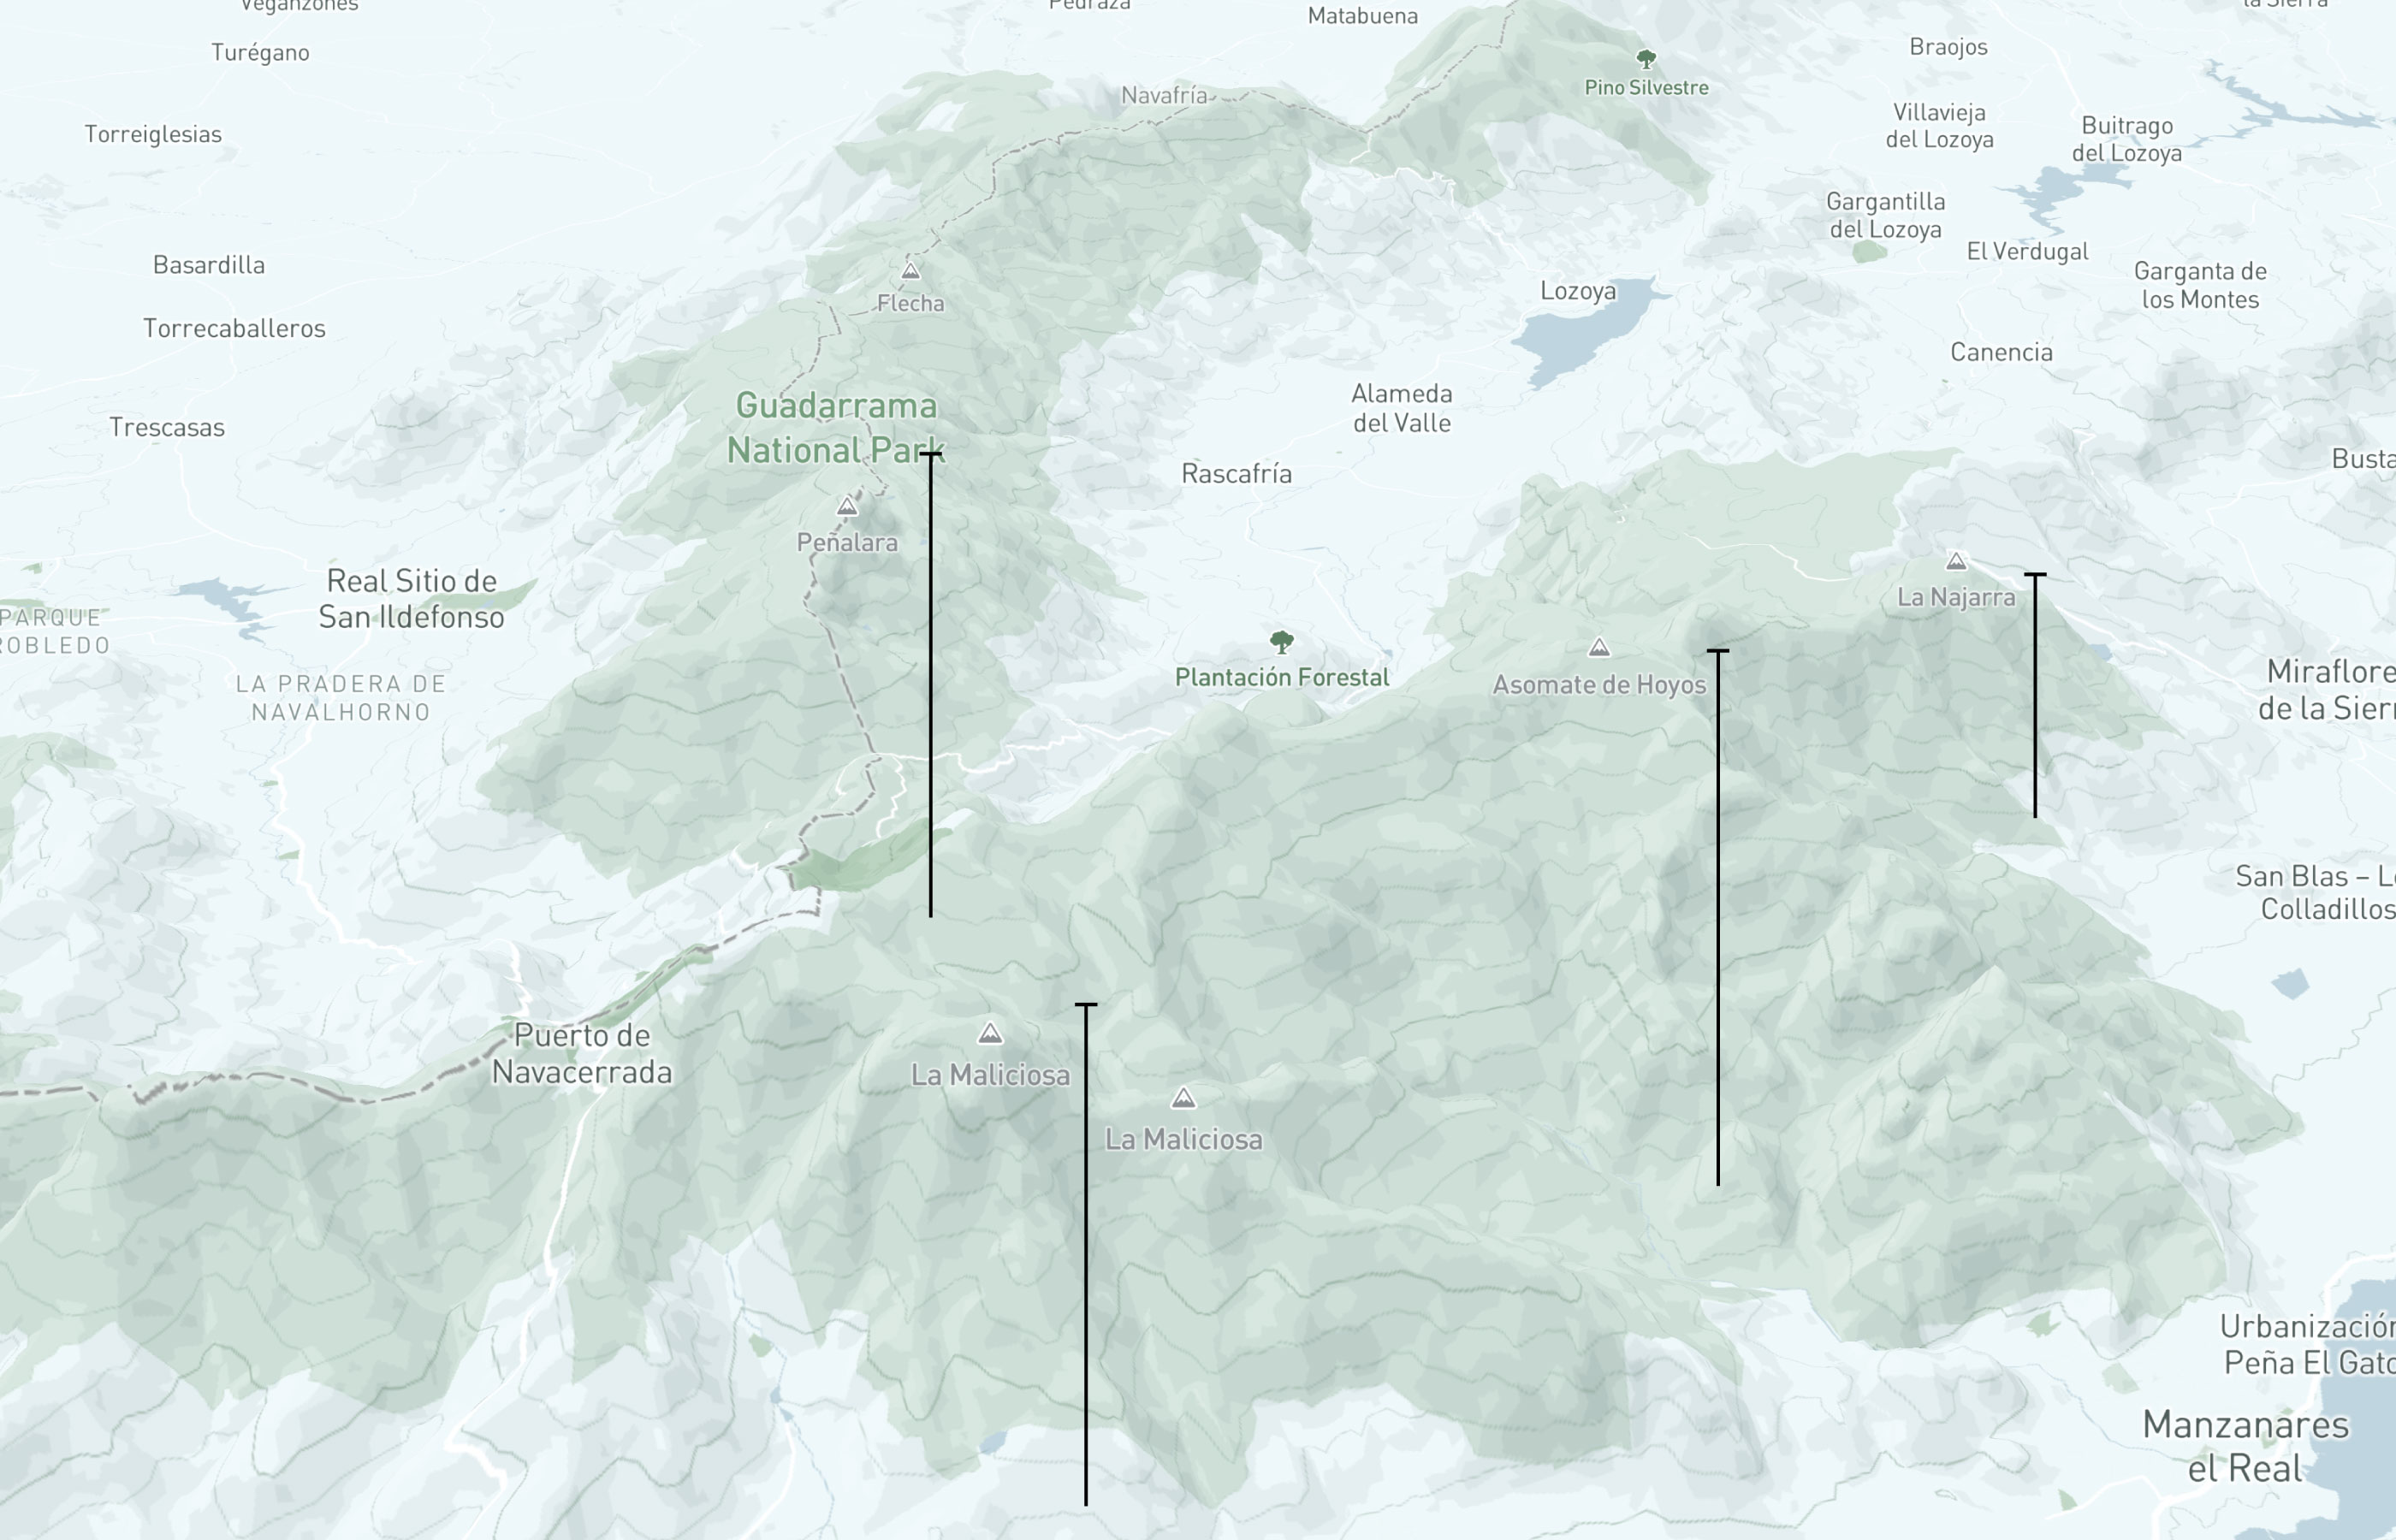 Veganzones
Pedraza
Matabuena
la Sierra
Turégano
Braojos
Navafría
Pino Silvestre
Torreiglesias
Villavieja
del Lozoya
Buitrago
del Lozoya
Gargantilla
del Lozoya
El Verdugal
Basardilla
Flecha
Lozoya
Garganta de
los Montes
Torrecaballeros
Canencia
Guadarrama
National Park
Alameda
del Valle
Trescasas
Rascafría
Busta
Peñalara
Real Sitio de
San Ildefonso
La Najarra
PARQUE
ROBLEDO
Plantación Forestal
Asomate de Hoyos
Miraflore
de la Sierr
LA PRADERA DE
NAVALHORNO
San Blas – Lo
Colladillos
Puerto de
Navacerrada
La Maliciosa
La Maliciosa
Urbanización
Peña El Gato
Manzanares
el Real